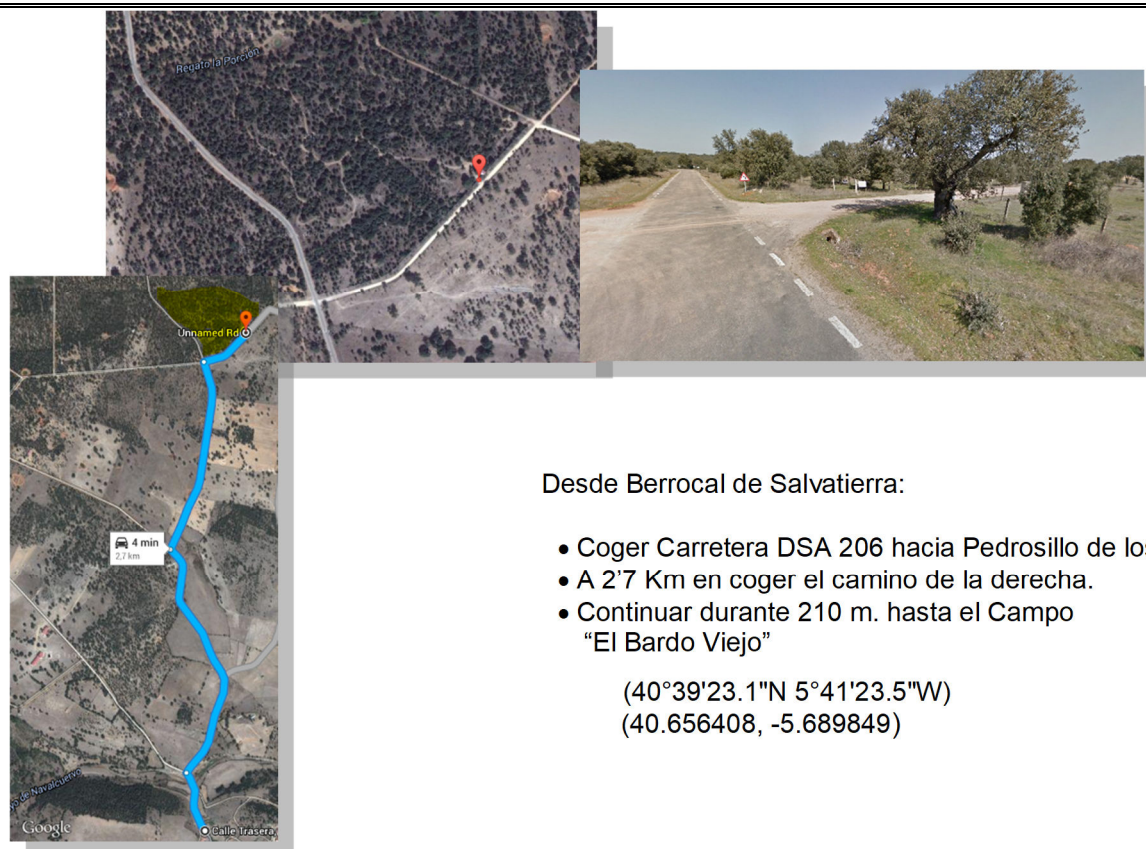 Regato la Porción
Unnamed Rd
4 min
2,7 km
Google
Calle Trasera,
Desde Berrocal de Salvatierra:
• Coger Carretera DSA 206 hacia Pedrosillo de los
• A 2'7 Km en coger el camino de la derecha.
• Continuar durante 210 m. hasta el Campo
“El Bardo Viejo”
(40°39'23.1"N 5°41'23.5"W)
(40.656408, -5.689849)